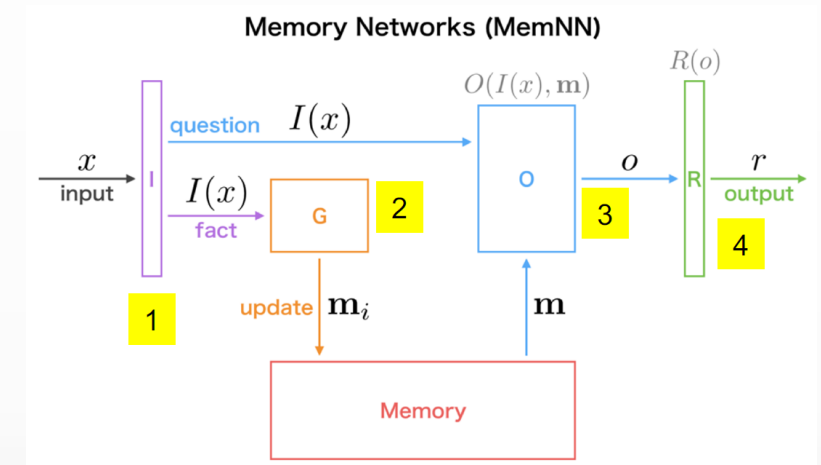 Memory Networks (MemNN)
R(o)
O(I(x), m)
question I(x)
x
input
I
I(x)
fact
G
2
O
o
3
R
r
output
4
1
update m_i
m
Memory